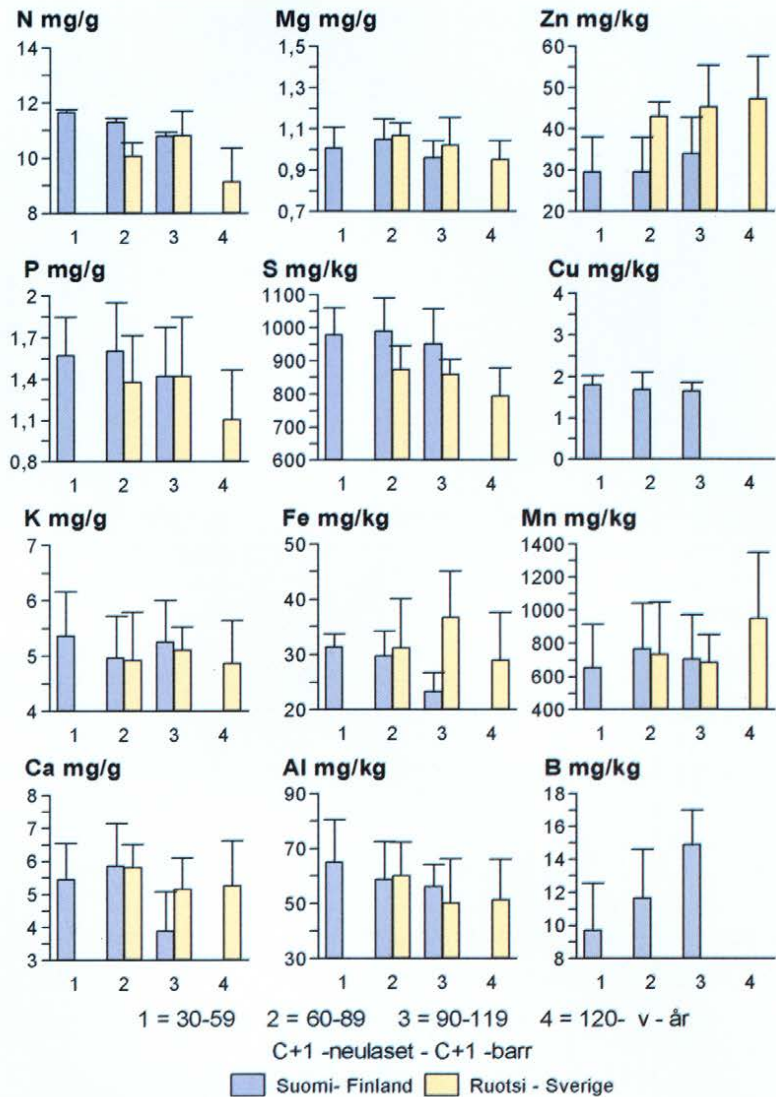 N mg/g Mg mg/g Zn mg/kg
14 1,5 60
12 1,3 50
10 1,1 40
8 0,9 30
0,7 20
1 2 3 4 1 2 3 4 1 2 3 4
P mg/g S mg/kg Cu mg/kg
2 1100 4
1,7 1000 3
1,4 900 2
1,1 800 1
0,8 700 0
600
1 2 3 4 1 2 3 4 1 2 3 4
K mg/g Fe mg/kg Mn mg/kg
7 50 1400
6 40 1200
5 30 1000
4 20 800
600
400
1 2 3 4 1 2 3 4 1 2 3 4
Ca mg/g Al mg/kg B mg/kg
8 90 18
7 70 16
6 50 14
5 30 12
4 10
3 8
1 2 3 4 1 2 3 4 1 2 3 4
1 = 30-59 2 = 60-89 3 = 90-119 4 = 120- v - år
C+1 -neulaset - C+1 -barr
Suomi- Finland Ruotsi - Sverige